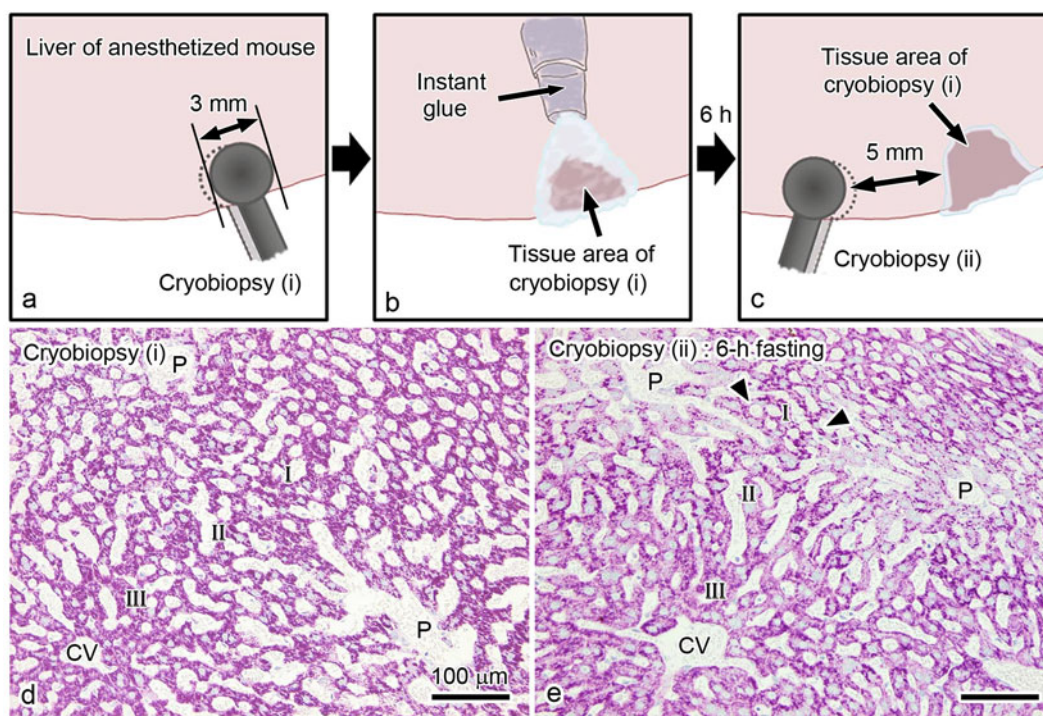 Liver of anesthetized mouse
3 mm
Cryobiopsy (i)
a
Instant
glue
Tissue area of
cryobiopsy (i)
b
6 h
Tissue area of
cryobiopsy (i)
5 mm
Cryobiopsy (ii)
c
Cryobiopsy (i)
P
I
II
III
P
CV
100 µm
d
Cryobiopsy (ii) : 6-h fasting
P
I
II
P
III
CV
e